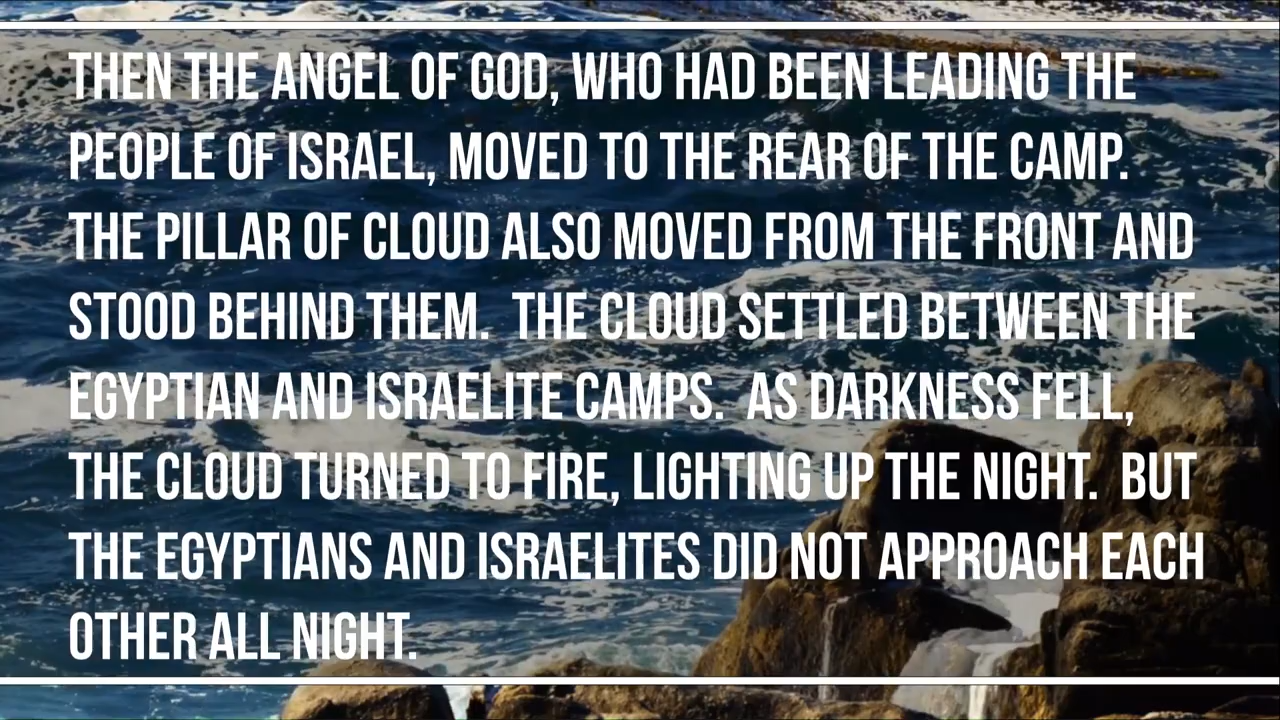 THEN THE ANGEL OF GOD, WHO HAD BEEN LEADING THE
PEOPLE OF ISRAEL, MOVED TO THE REAR OF THE CAMP.
THE PILLAR OF CLOUD ALSO MOVED FROM THE FRONT AND
STOOD BEHIND THEM.  THE CLOUD SETTLED BETWEEN THE
EGYPTIAN AND ISRAELITE CAMPS.  AS DARKNESS FELL,
THE CLOUD TURNED TO FIRE, LIGHTING UP THE NIGHT.  BUT
THE EGYPTIANS AND ISRAELITES DID NOT APPROACH EACH
OTHER ALL NIGHT.